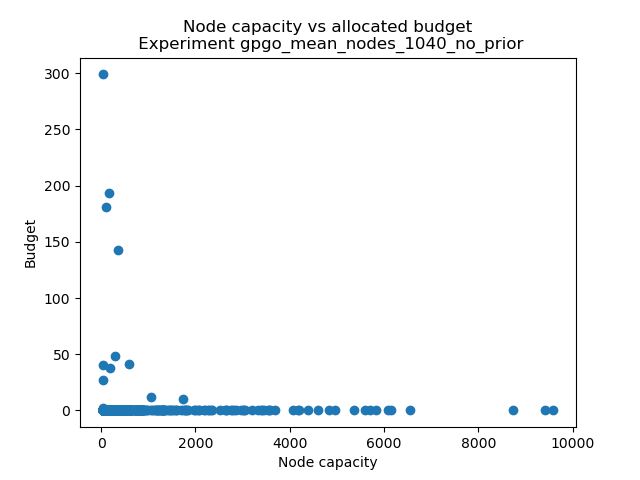 Node capacity vs allocated budget
Experiment gpgo_mean_nodes_1040_no_prior
300
250
200
150
100
50
0
Budget
0 2000 4000 6000 8000 10000
Node capacity